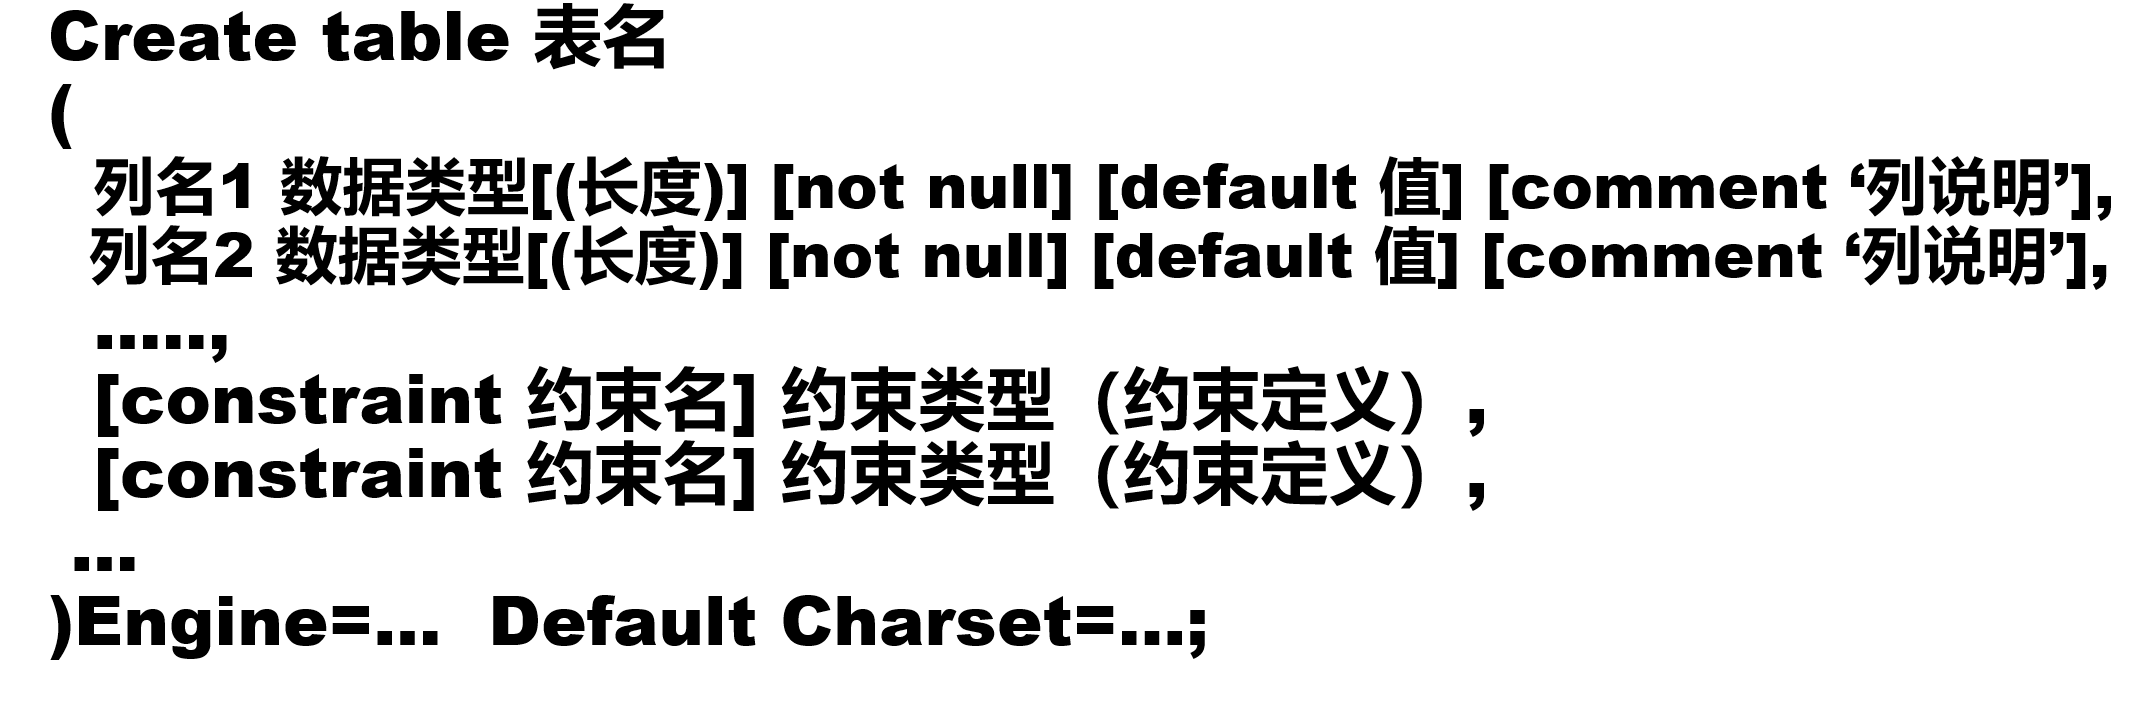 Create table 表名
(
列名1 数据类型[(长度)] [not null] [default 值] [comment ‘列说明’],
列名2 数据类型[(长度)] [not null] [default 值] [comment ‘列说明’],
.....,
[constraint 约束名] 约束类型（约束定义）,
[constraint 约束名] 约束类型（约束定义）,
...
)Engine=... Default Charset=...;